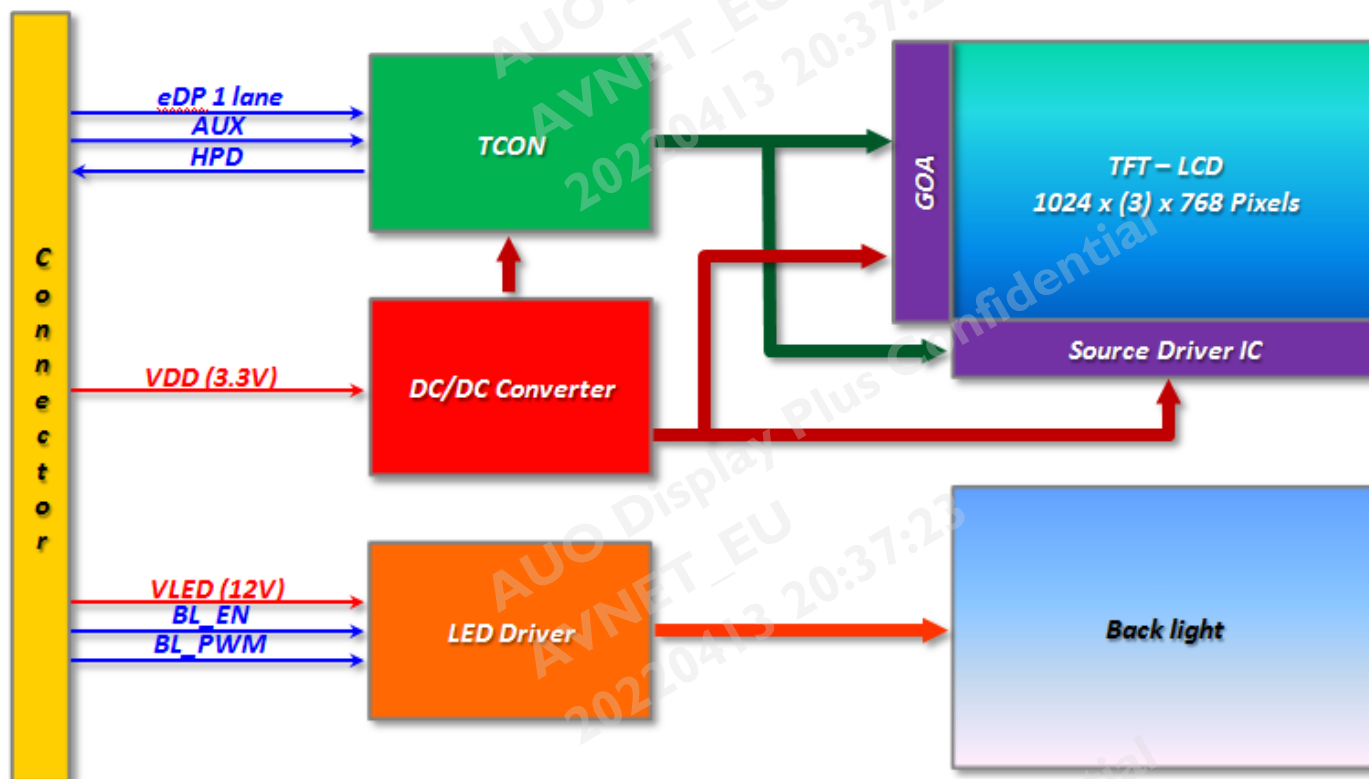 AUO Display Plus Confidential
AVNET_EU
20220413 20:37:23
Connector
eDP 1 lane
AUX
HPD
TCON
GOA
TFT – LCD
1024 x (3) x 768 Pixels
Source Driver IC
VDD (3.3V)
DC/DC Converter
VLED (12V)
BL_EN
BL_PWM
LED Driver
Back light